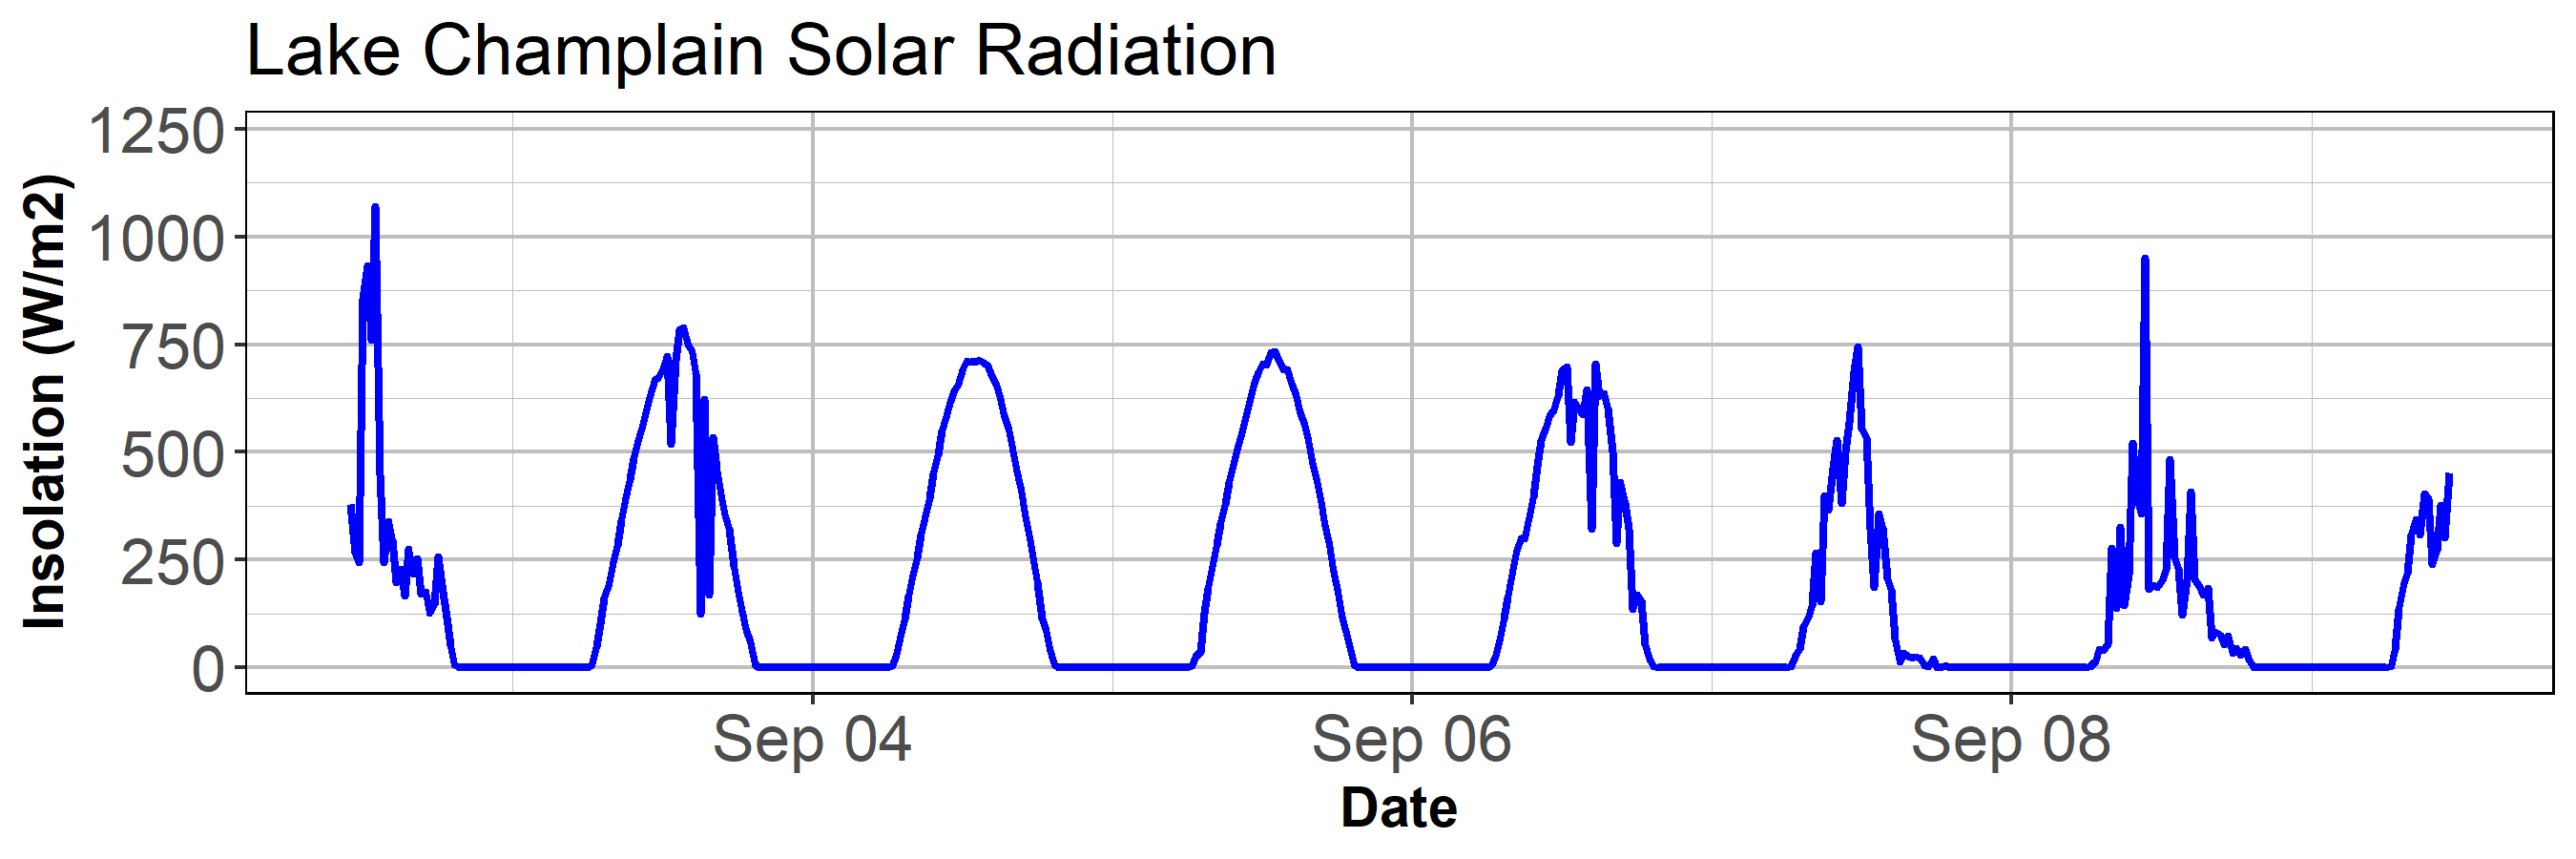 Lake Champlain Solar Radiation
Insolation (W/m2)
1250
1000
750
500
250
0
Sep 04 Sep 06 Sep 08
Date